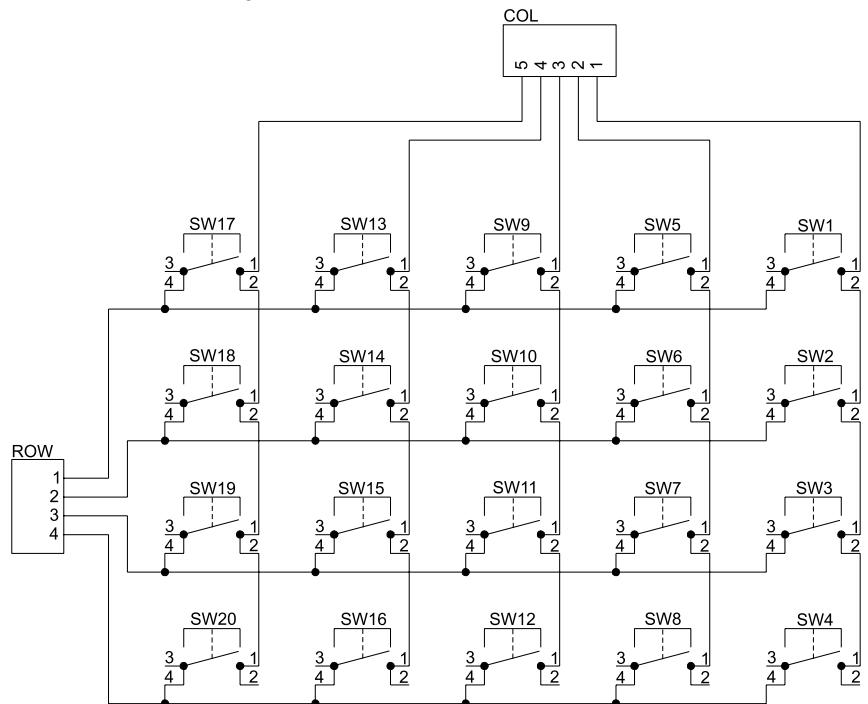 COL
5 4 3 2 1
SW17 SW13 SW9 SW5 SW1
3 1 3 1 3 1 3 1 3 1
4 2 4 2 4 2 4 2 4 2
SW18 SW14 SW10 SW6 SW2
3 1 3 1 3 1 3 1 3 1
4 2 4 2 4 2 4 2 4 2
ROW
1
2
3
4
SW19 SW15 SW11 SW7 SW3
3 1 3 1 3 1 3 1 3 1
4 2 4 2 4 2 4 2 4 2
SW20 SW16 SW12 SW8 SW4
3 1 3 1 3 1 3 1 3 1
4 2 4 2 4 2 4 2 4 2